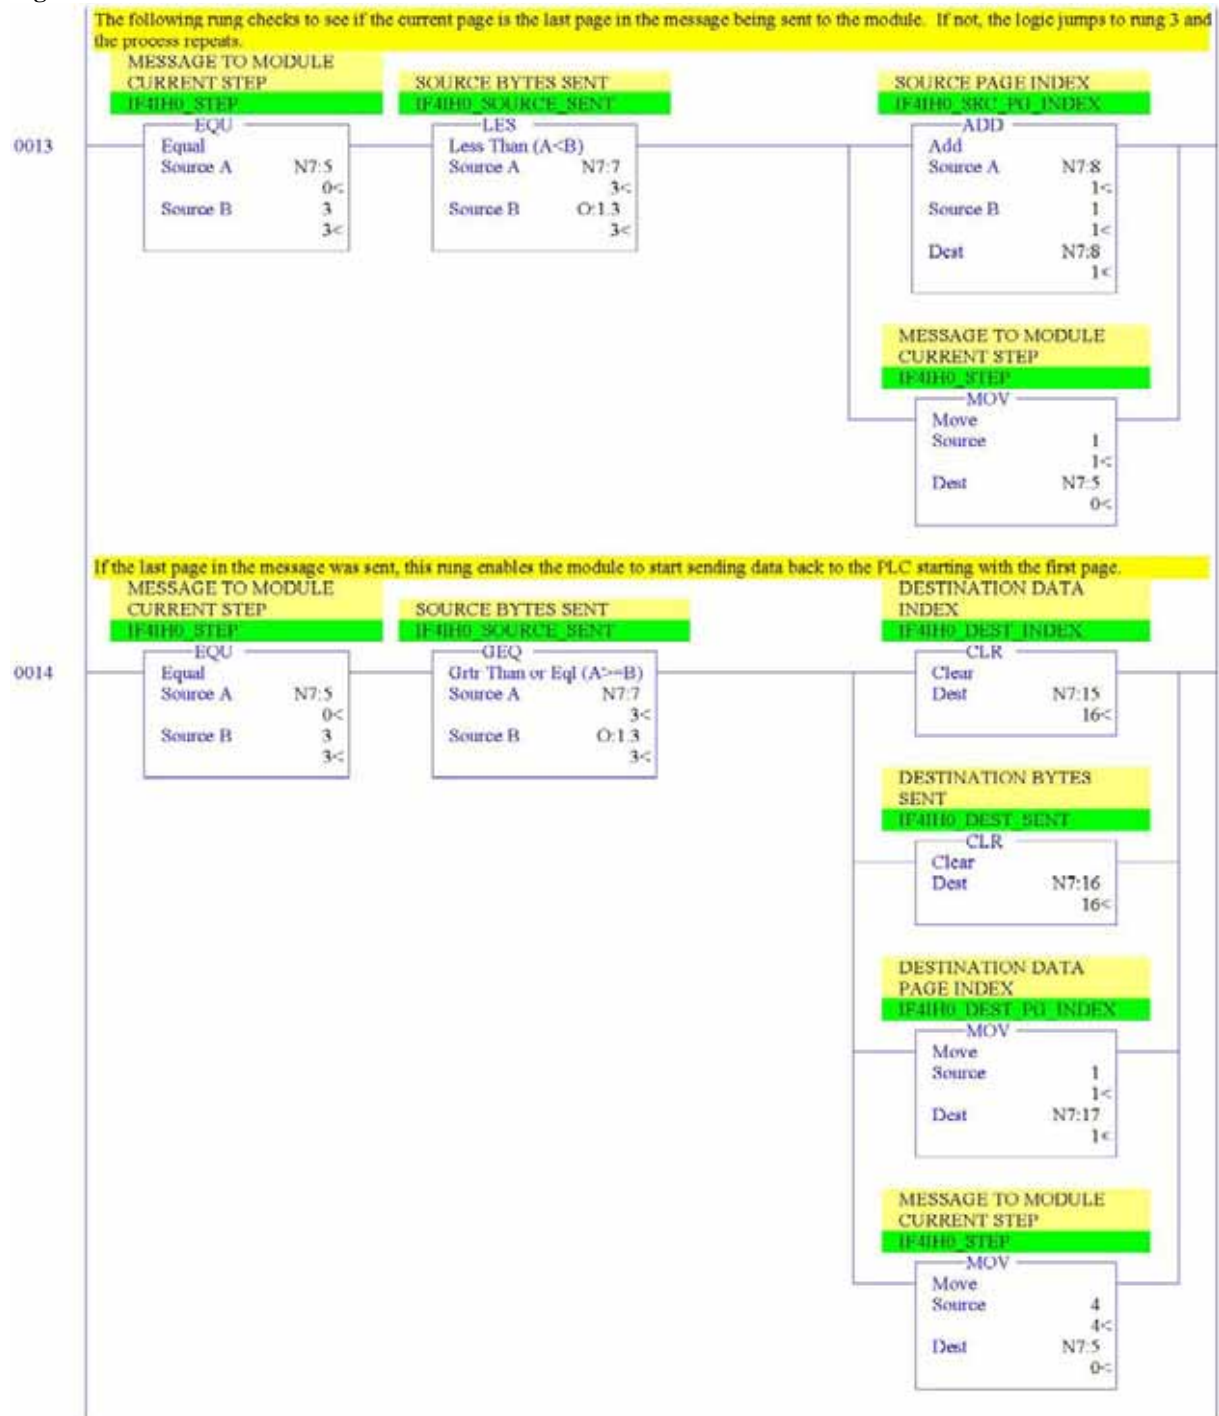 The following rung checks to see if the current page is the last page in the message being sent to the module. If not, the logic jumps to rung 3 and
the process repeats.
MESSAGE TO MODULE
CURRENT STEP
IF4IH0_STEP
SOURCE BYTES SENT
IF4IH0_SOURCE_SENT
SOURCE PAGE INDEX
IF4IH0_SRC_PG_INDEX
0013
EQU
Equal
Source A N7:5
0<
Source B 3
3<
LES
Less Than (A<B)
Source A N7:7
3<
Source B O:1.3
3<
ADD
Add
Source A N7:8
1<
Source B 1
1<
Dest N7:8
1<
MESSAGE TO MODULE
CURRENT STEP
IF4IH0_STEP
MOV
Move
Source 1
1<
Dest N7:5
0<
If the last page in the message was sent, this rung enables the module to start sending data back to the PLC starting with the first page.
MESSAGE TO MODULE
CURRENT STEP
IF4IH0_STEP
SOURCE BYTES SENT
IF4IH0_SOURCE_SENT
DESTINATION DATA
INDEX
IF4IH0_DEST_INDEX
0014
EQU
Equal
Source A N7:5
0<
Source B 3
3<
GEQ
Grtr Than or Eql (A>=B)
Source A N7:7
3<
Source B O:1.3
3<
CLR
Clear
Dest N7:15
16<
DESTINATION BYTES
SENT
IF4IH0_DEST_SENT
CLR
Clear
Dest N7:16
16<
DESTINATION DATA
PAGE INDEX
IF4IH0_DEST_PG_INDEX
MOV
Move
Source 1
1<
Dest N7:17
1<
MESSAGE TO MODULE
CURRENT STEP
IF4IH0_STEP
MOV
Move
Source 4
4<
Dest N7:5
0<